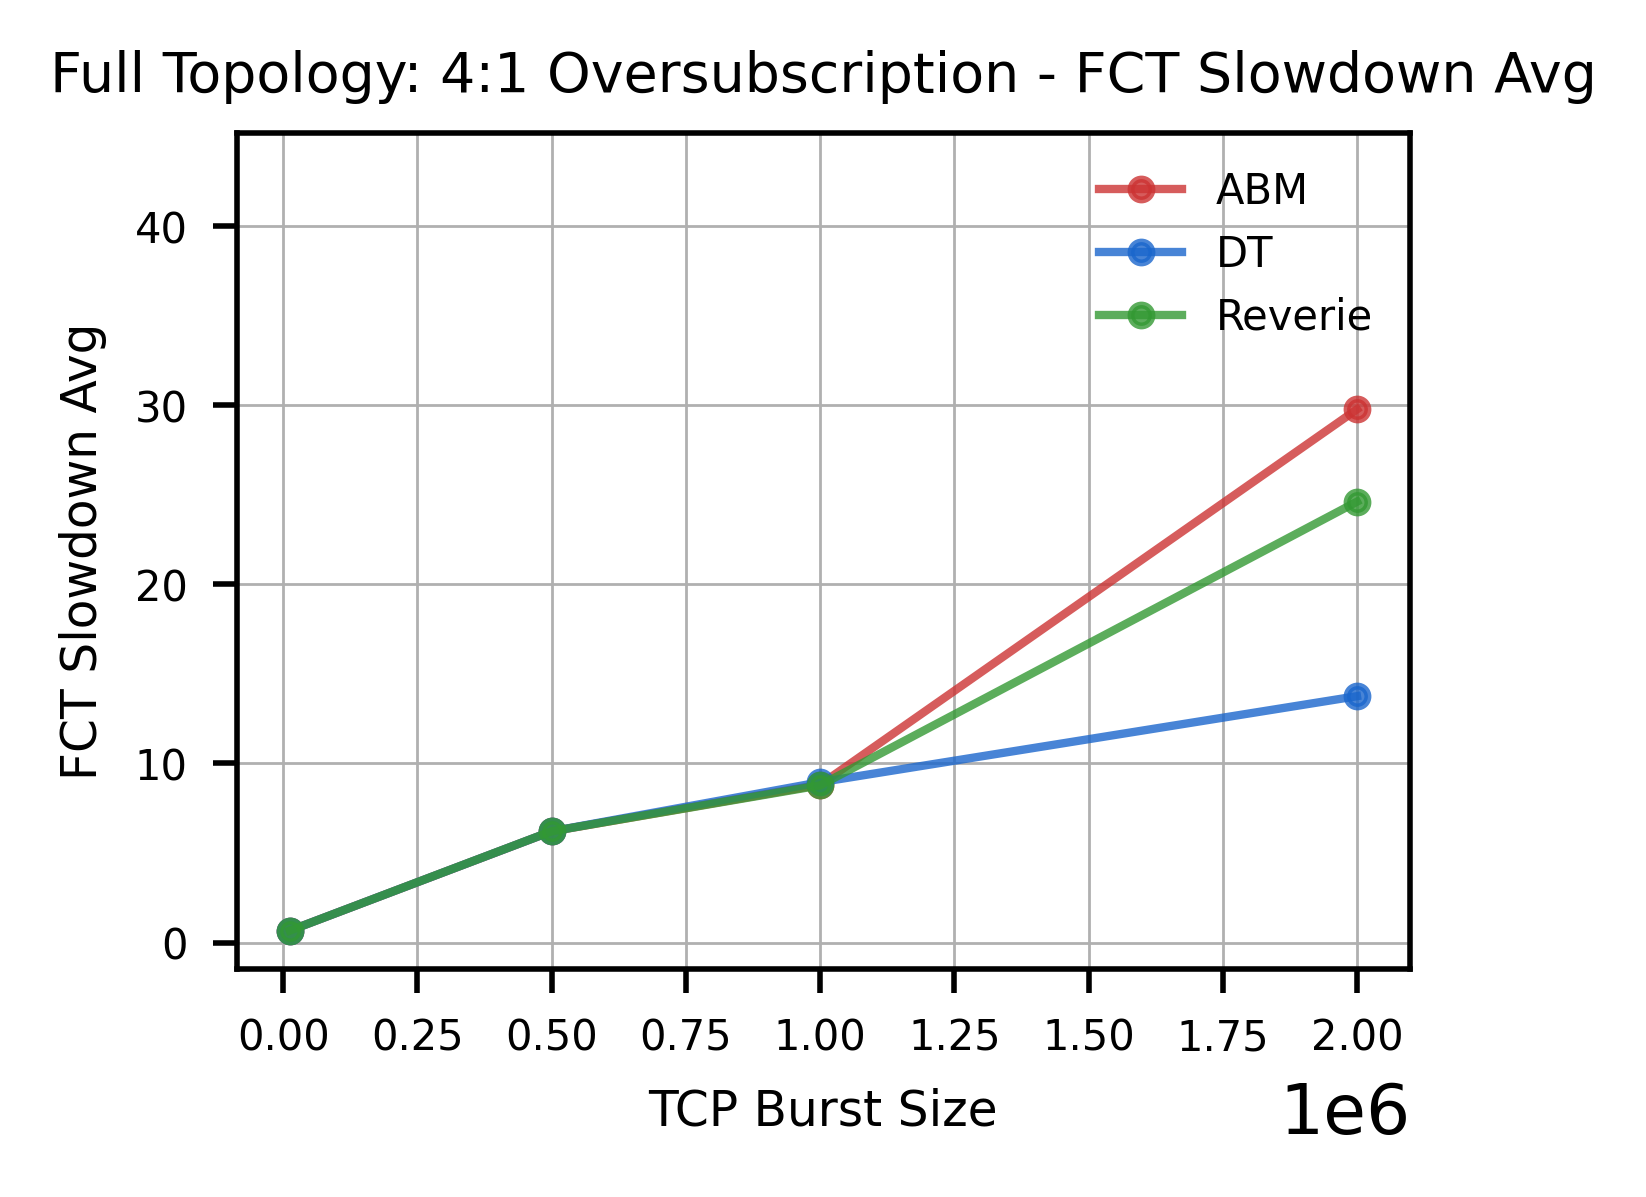 Full Topology: 4:1 Oversubscription - FCT Slowdown Avg
ABM
DT
Reverie
FCT Slowdown Avg
40
30
20
10
0
0.00 0.25 0.50 0.75 1.00 1.25 1.50 1.75 2.00
TCP Burst Size
1e6